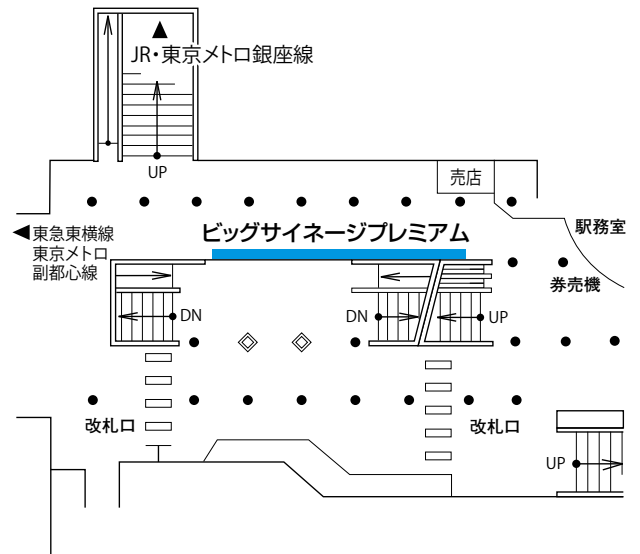 JR・東京メトロ銀座線
UP
売店
駅務室
東急東横線
東京メトロ
副都心線
ビッグサイネージプレミアム
券売機
DN
DN
UP
改札口
改札口
UP